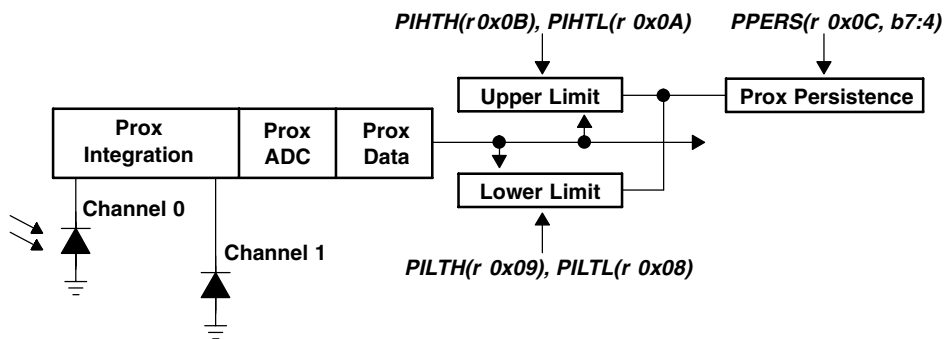 PIHTH(r 0x0B), PIHTL(r 0x0A)
PPERS(r 0x0C, b7:4)
Upper Limit
Prox Persistence
Prox
Integration
Prox
ADC
Prox
Data
Lower Limit
Channel 0
Channel 1
PILTH(r 0x09), PILTL(r 0x08)